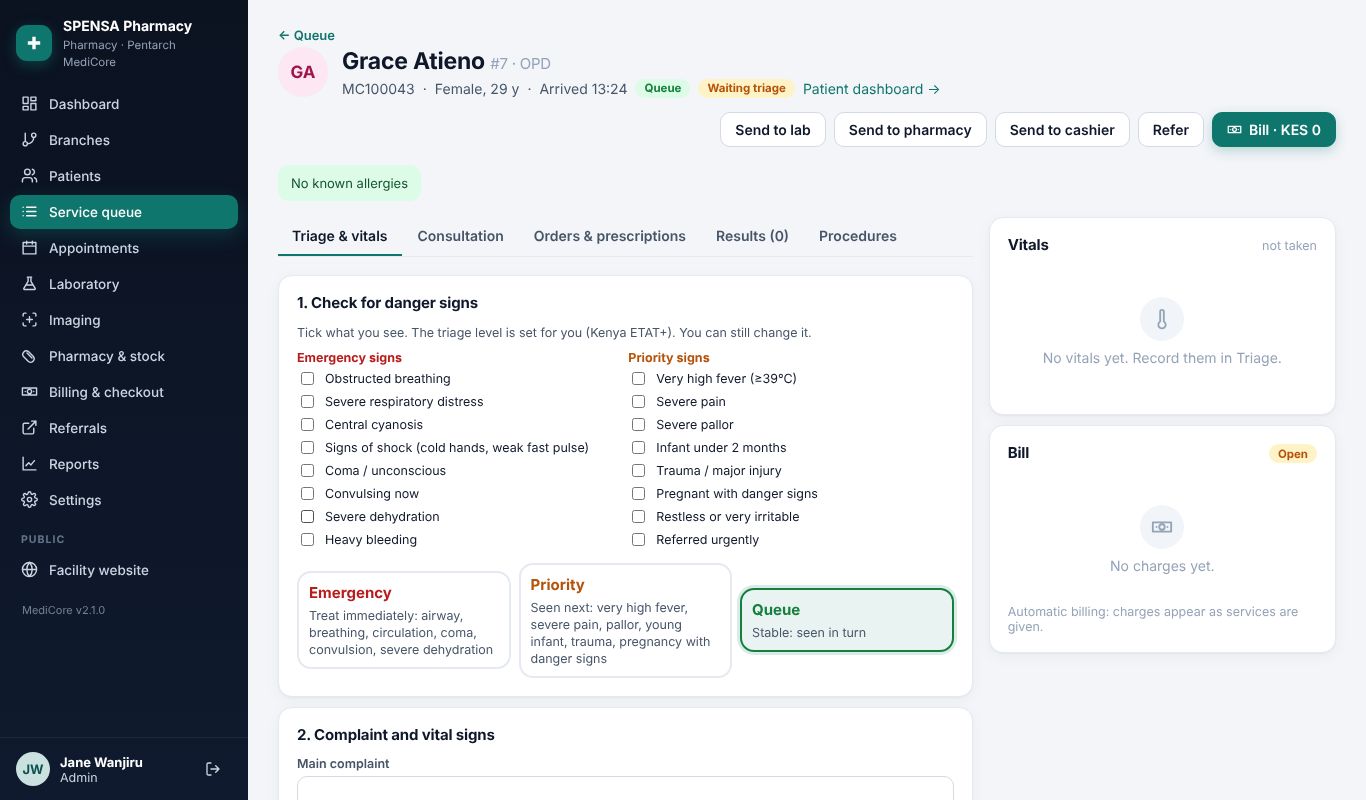 SPENSA Pharmacy
Pharmacy · Pentarch
MediCore
Dashboard
Branches
Patients
Service queue
Appointments
Laboratory
Imaging
Pharmacy & stock
Billing & checkout
Referrals
Reports
Settings
PUBLIC
Facility website
MediCore v2.1.0
JW
Jane Wanjiru
Admin
← Queue
GA
Grace Atieno #7 · OPD
MC100043 · Female, 29 y · Arrived 13:24 Queue Waiting triage Patient dashboard →
Send to lab
Send to pharmacy
Send to cashier
Refer
Bill · KES 0
No known allergies
Triage & vitals
Consultation
Orders & prescriptions
Results (0)
Procedures
1. Check for danger signs
Tick what you see. The triage level is set for you (Kenya ETAT+). You can still change it.
Emergency signs
Obstructed breathing
Severe respiratory distress
Central cyanosis
Signs of shock (cold hands, weak fast pulse)
Coma / unconscious
Convulsing now
Severe dehydration
Heavy bleeding
Priority signs
Very high fever (≥39°C)
Severe pain
Severe pallor
Infant under 2 months
Trauma / major injury
Pregnant with danger signs
Restless or very irritable
Referred urgently
Emergency
Treat immediately: airway,
breathing, circulation, coma,
convulsion, severe dehydration
Priority
Seen next: very high fever,
severe pain, pallor, young
infant, trauma, pregnancy with
danger signs
Queue
Stable: seen in turn
2. Complaint and vital signs
Main complaint
Vitals
not taken
No vitals yet. Record them in Triage.
Bill
Open
No charges yet.
Automatic billing: charges appear as services are
given.